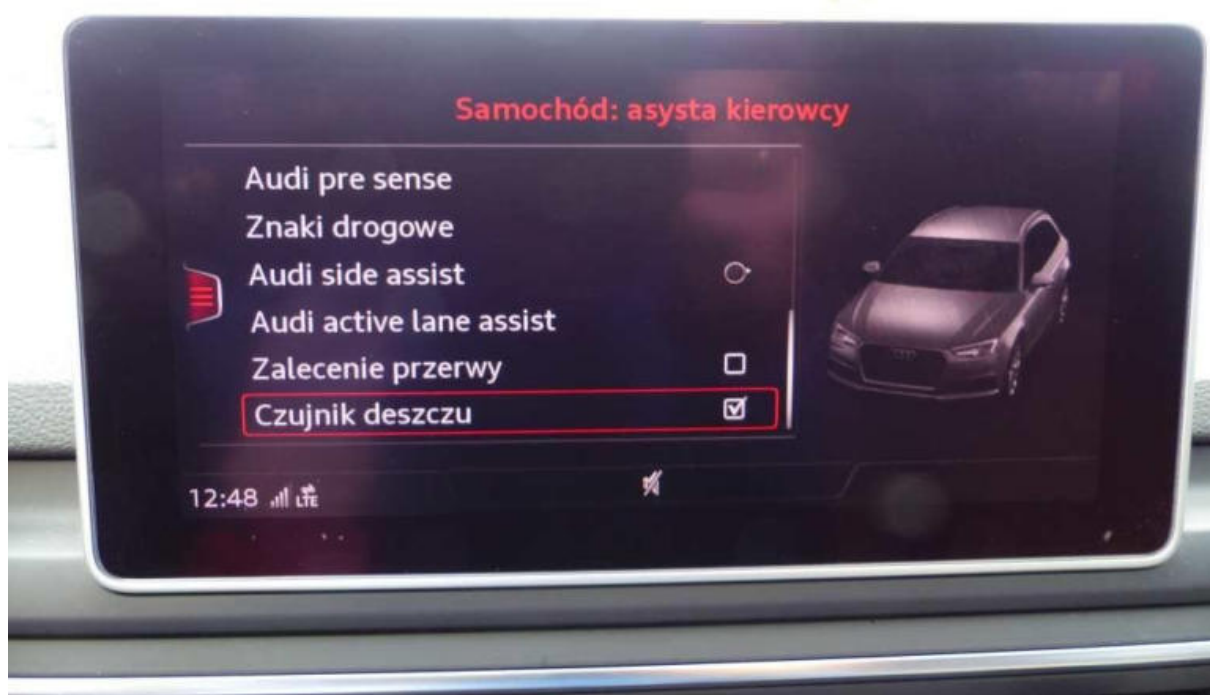 Samochód: asysta kierowcy
Audi pre sense
Znaki drogowe
Audi side assist
Audi active lane assist
Zalecenie przerwy
Czujnik deszczu
12:48 LTE